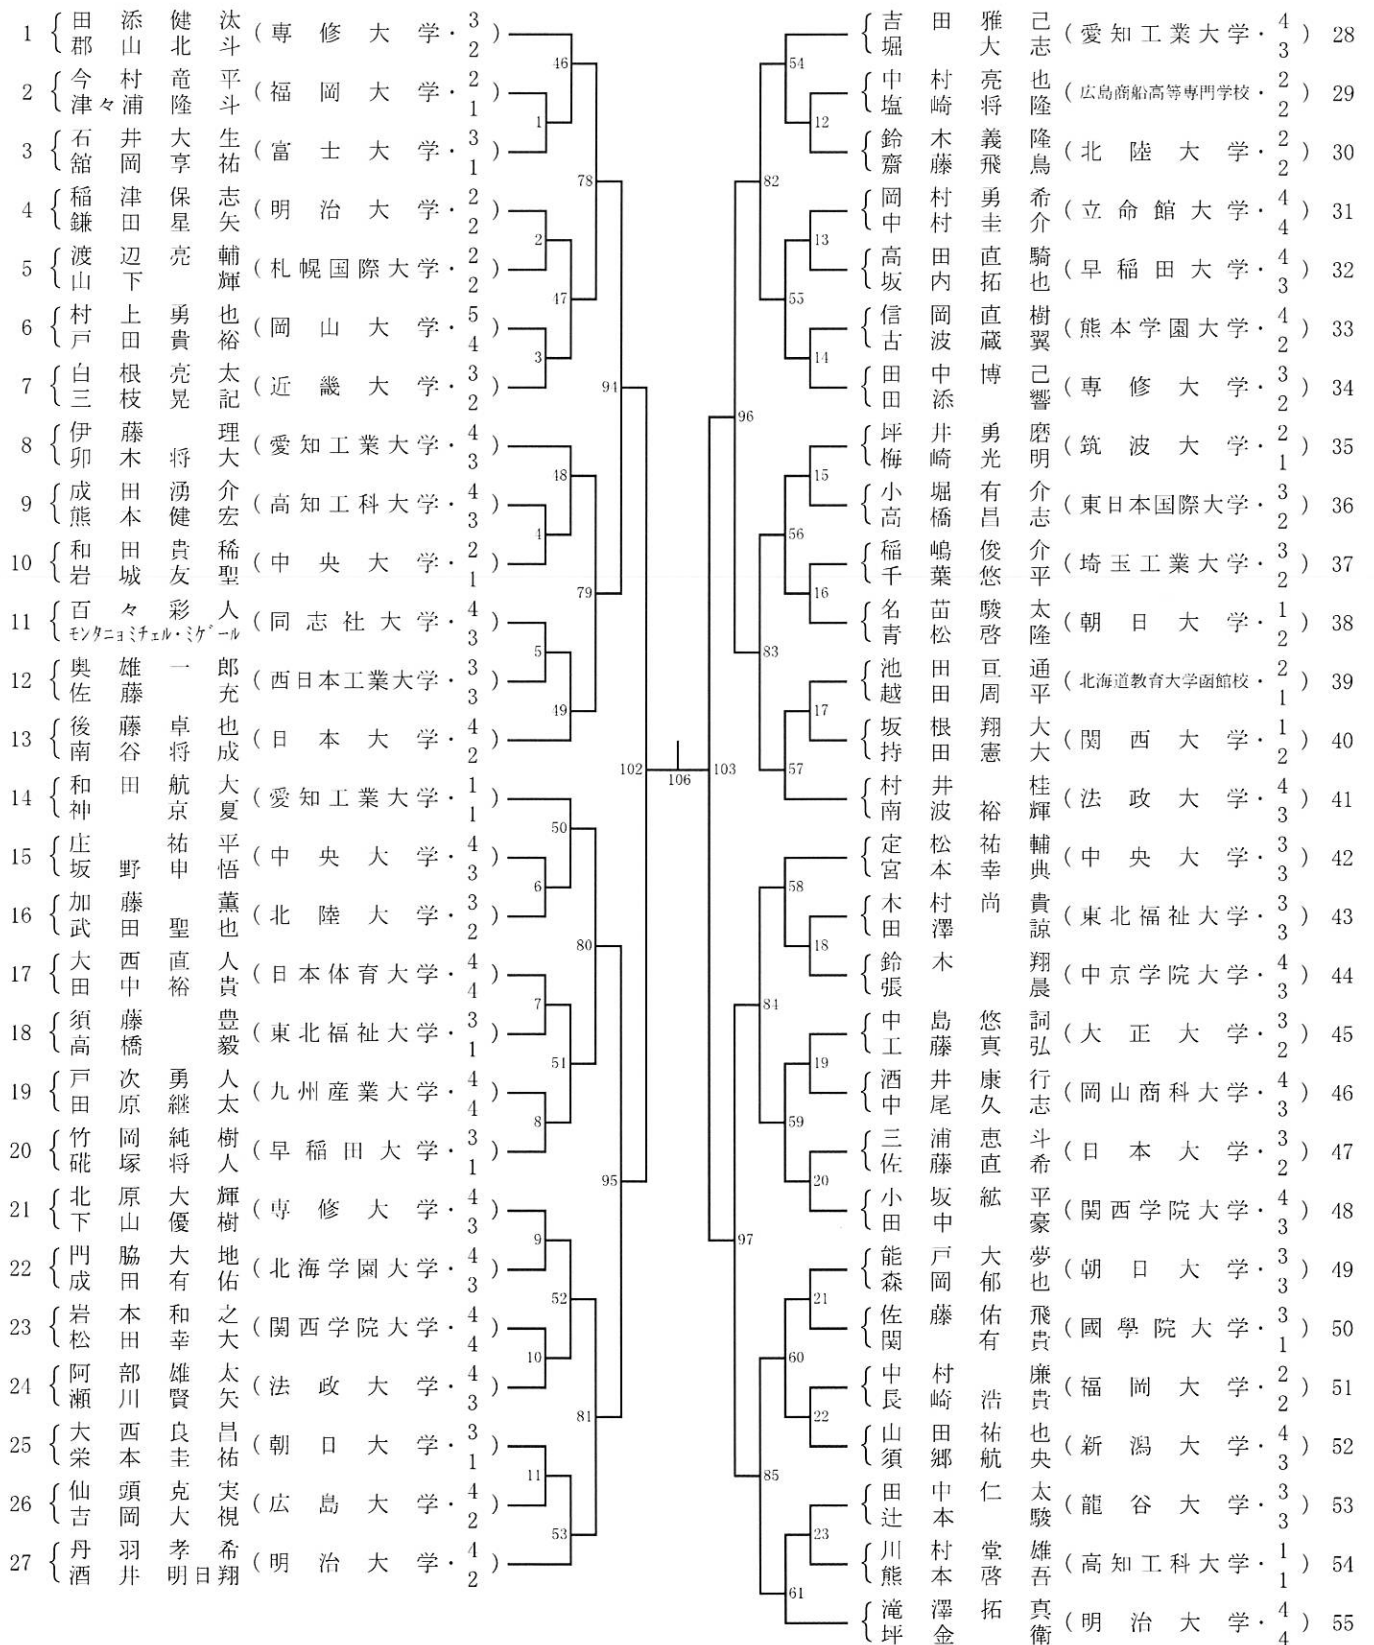 1 田添健汰 (専修大学・3
郡山北斗 2)
2 今村竜平 (福岡大学・2
津々浦隆斗 1)
3 石井大生 (富士大学・3
舘岡亨祐 1)
4 稲津保志 (明治大学・2
鎌田星矢 2)
5 渡辺亮輔 (札幌国際大学・2
山下輝 2)
6 村上勇也 (岡山大学・5
戸田貴裕 4)
7 白根亮太 (近畿大学・3
三枝晃記 2)
8 伊藤理 (愛知工業大学・4
卯木将大 3)
9 成田湧介 (高知工科大学・4
熊本健宏 3)
10 和田貴稀 (中央大学・2
岩城友聖 1)
11 百々彩人 (同志社大学・4
モンタニョミチェル・ミゲール 3)
12 奥雄一郎 (西日本工業大学・3
佐藤充 3)
13 後藤卓也 (日本大学・4
南谷将成 2)
14 和田航大 (愛知工業大学・1
神京夏 1)
15 庄祐平 (中央大学・4
坂野申悟 3)
16 加藤薫 (北陸大学・3
武田聖也 2)
17 大西直人 (日本体育大学・4
田中裕貴 4)
18 須藤豊 (東北福祉大学・3
高橋毅 1)
19 戸次勇人 (九州産業大学・4
田原継太 4)
20 竹岡純樹 (早稲田大学・3
硴塚将人 1)
21 北原大輝 (専修大学・4
下山優樹 3)
22 門脇大地 (北海学園大学・4
成田有佑 3)
23 岩本和之 (関西学院大学・4
松田幸大 4)
24 阿部雄太 (法政大学・4
瀬川賢矢 3)
25 大西良昌 (朝日大学・3
栄本圭祐 1)
26 仙頭克実 (広島大学・4
吉岡大視 2)
27 丹羽孝希 (明治大学・4
酒井明日翔 2)
46
1
78
2
47
3
91
18
4
79
5
19
102
50
6
80
7
51
8
95
9
52
10
81
11
53
106
54
12
82
13
55
14
96
15
56
16
83
17
57
103
58
18
84
19
59
20
97
21
60
22
85
23
61
吉田雅己 (愛知工業大学・4
堀大志 3) 28
中村亮也 (広島商船高等専門学校・2
塩崎将隆 2) 29
鈴木義隆 (北陸大学・2
齋藤飛鳥 2) 30
岡村勇希 (立命館大学・4
中村圭介 4) 31
高田直騎 (早稲田大学・4
坂内拓也 3) 32
信岡直樹 (熊本学園大学・4
古波蔵翼 2) 33
田中博己 (専修大学・3
田添響 2) 34
坪井勇磨 (筑波大学・2
梅崎光明 1) 35
小堀有介 (東日本国際大学・3
高橋昌志 2) 36
稲嶋俊介 (埼玉工業大学・3
千葉悠平 2) 37
名苗駿太 (朝日大学・1
青松啓隆 2) 38
池田亘通 (北海道教育大学函館校・2
越田周平 1) 39
坂根翔大 (関西大学・1
持田憲大 2) 40
村井桂 (法政大学・4
南波裕輝 3) 41
定松祐輔 (中央大学・3
宮本幸典 3) 42
木村尚貴 (東北福祉大学・3
田澤諒 3) 43
鈴木翔 (中京学院大学・4
張晨 3) 44
中島悠詞 (大正大学・3
工藤真弘 2) 45
酒井康行 (岡山商科大学・4
中尾久志 3) 46
三浦恵斗 (日本大学・3
佐藤直希 2) 47
小坂紘平 (関西学院大学・4
田中豪 3) 48
能戸大夢 (朝日大学・3
森岡郁也 3) 49
佐藤佑飛 (國學院大学・3
関有貴 1) 50
中村廉 (福岡大学・2
長崎浩貴 2) 51
山田祐也 (新潟大学・4
須郷航央 3) 52
田中仁太 (龍谷大学・3
辻本駿 3) 53
川村堂雄 (高知工科大学・1
熊本啓吾 1) 54
滝澤拓真 (明治大学・4
坪金衛 4) 55